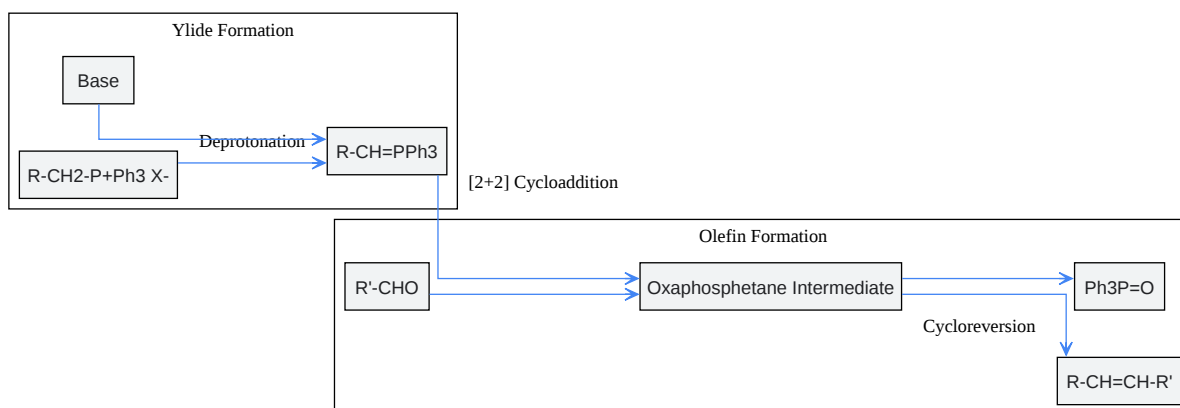 Ylide Formation
Base
Deprotonation
R-CH=PPh3
R-CH2-P+Ph3 X-
[2+2] Cycloaddition
Olefin Formation
R'-CHO
Oxaphosphetane Intermediate
Ph3P=O
Cycloreversion
R-CH=CH-R'